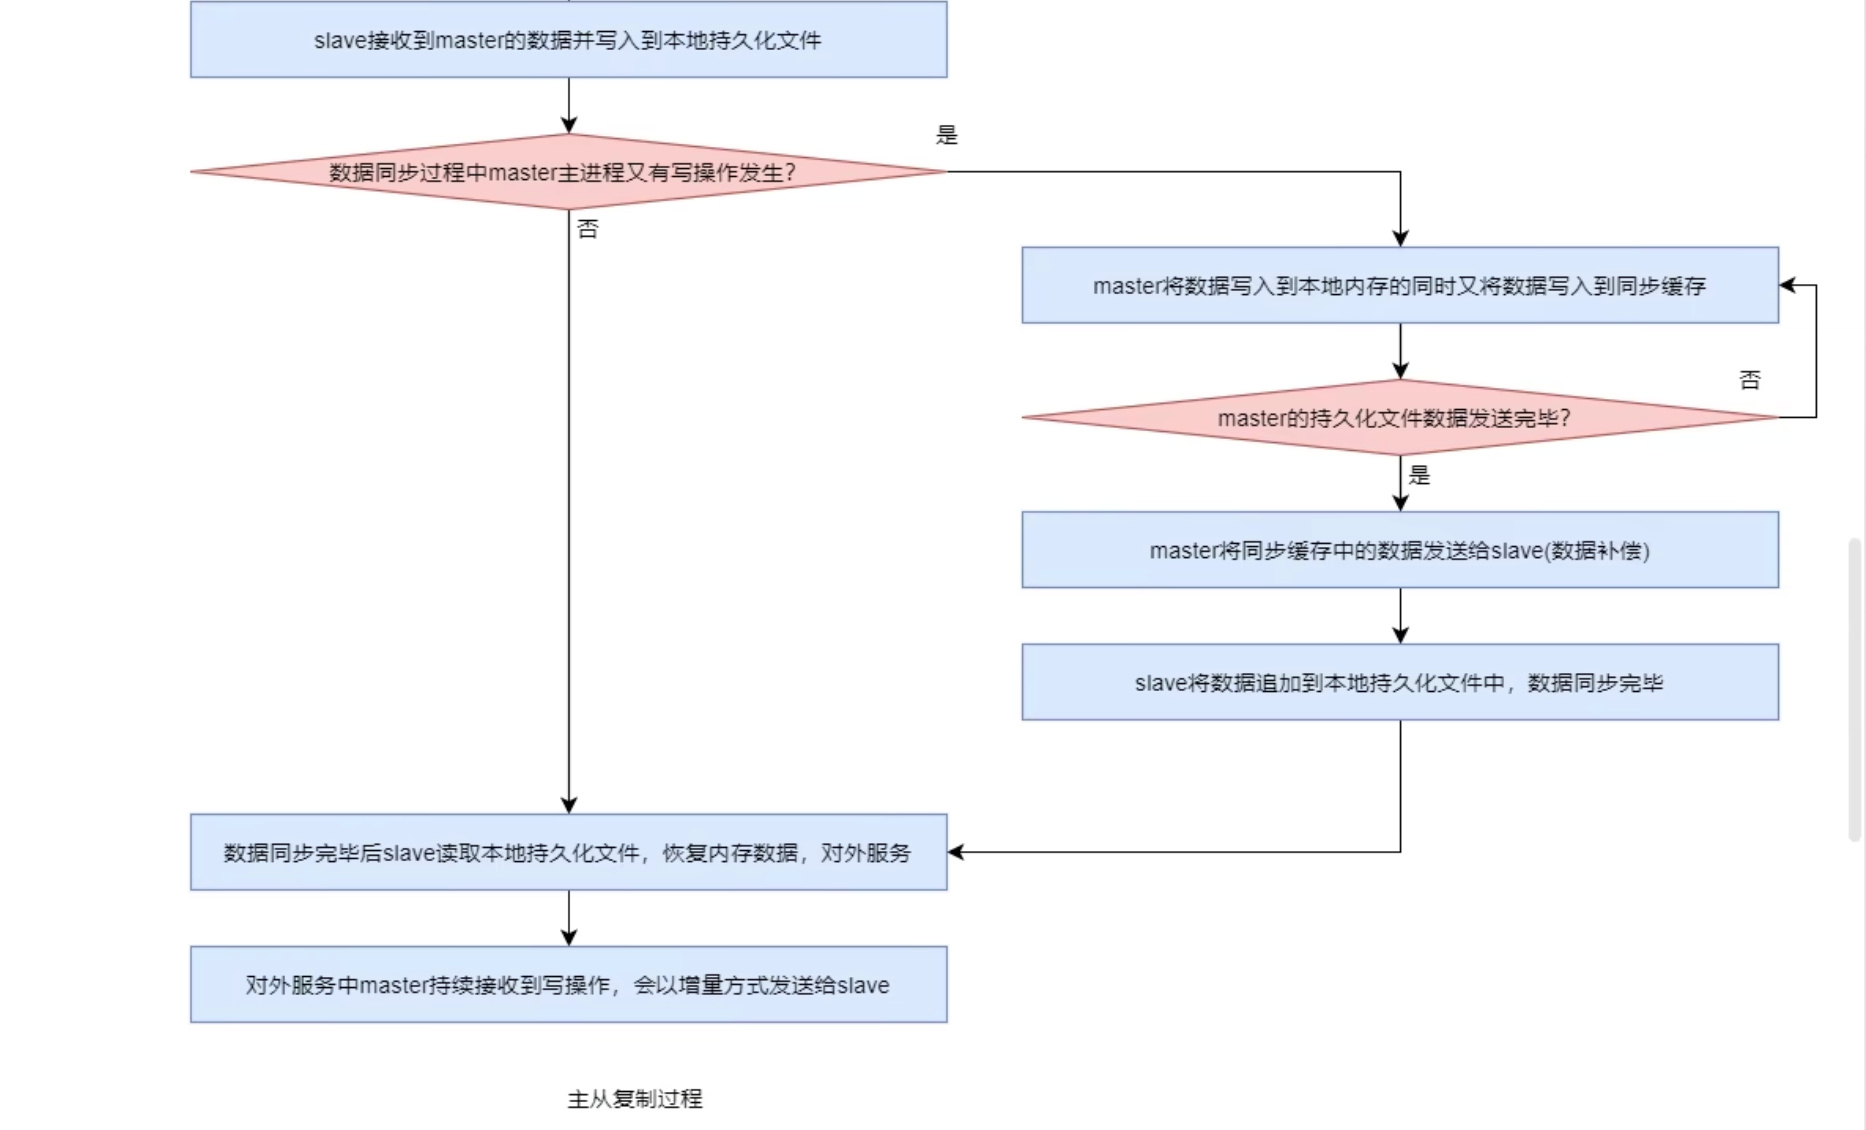 slave接收到master的数据并写入到本地持久化文件
是
数据同步过程中master主进程又有写操作发生？
否
master将数据写入到本地内存的同时又将数据写入到同步缓存
否
master的持久化文件数据发送完毕？
是
master将同步缓存中的数据发送给slave(数据补偿)
slave将数据追加到本地持久化文件中，数据同步完毕
数据同步完毕后slave读取本地持久化文件，恢复内存数据，对外服务
对外服务中master持续接收到写操作，会以增量方式发送给slave
主从复制过程